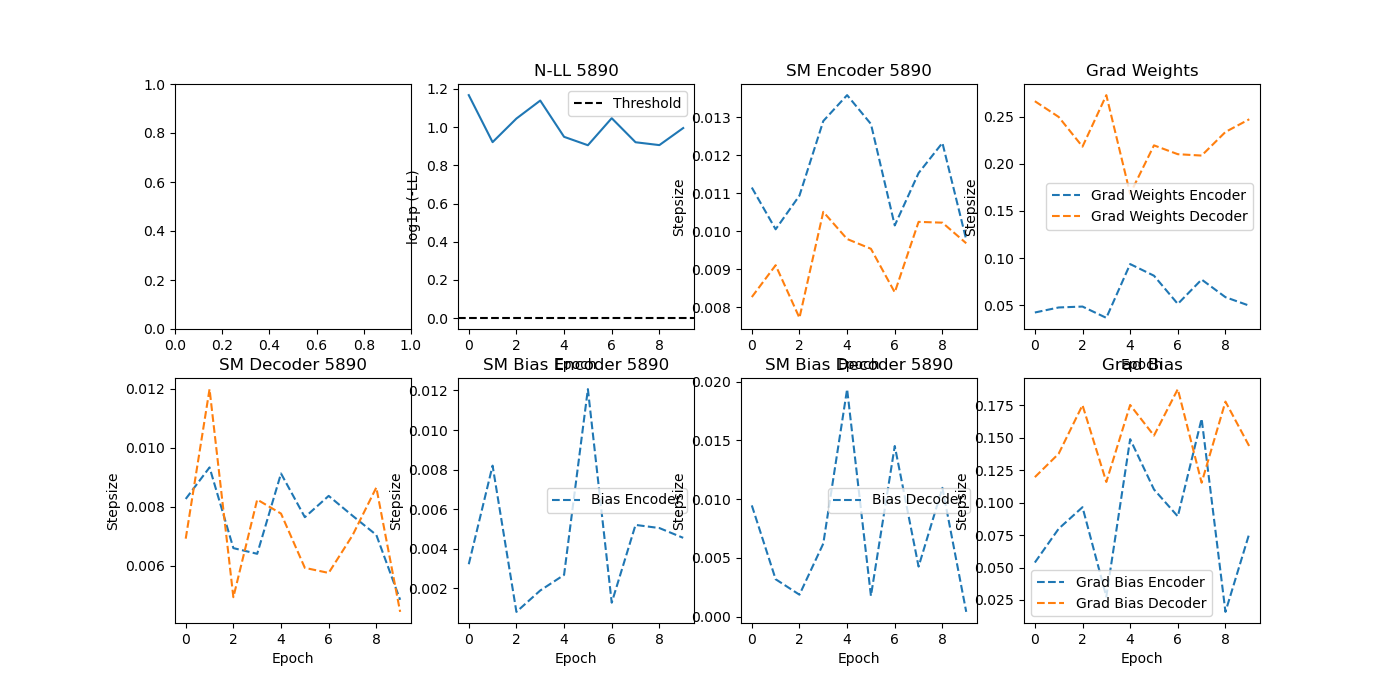 N-LL 5890
SM Encoder 5890
Grad Weights
1.0
0.8
0.6
0.4
0.2
0.0
0.0 0.2 0.4 0.6 0.8 1.0
log1p (-LL)
1.2
1.0
0.8
0.6
0.4
0.2
0.0
Threshold
0 2 4 6 8
Epoch
Stepsize
0.013
0.012
0.011
0.010
0.009
0.008
0 2 4 6 8
Epoch
Stepsize
0.25
0.20
0.15
0.10
0.05
Grad Weights Encoder
Grad Weights Decoder
0 2 4 6 8
Epoch
SM Decoder 5890
SM Bias Encoder 5890
SM Bias Decoder 5890
Grad Bias
Stepsize
0.012
0.010
0.008
0.006
0 2 4 6 8
Epoch
Stepsize
0.012
0.010
0.008
0.006
0.004
0.002
Bias Encoder
0 2 4 6 8
Epoch
Stepsize
0.020
0.015
0.010
0.005
0.000
Bias Decoder
0 2 4 6 8
Epoch
Stepsize
0.175
0.150
0.125
0.100
0.075
0.050
0.025
Grad Bias Encoder
Grad Bias Decoder
0 2 4 6 8
Epoch